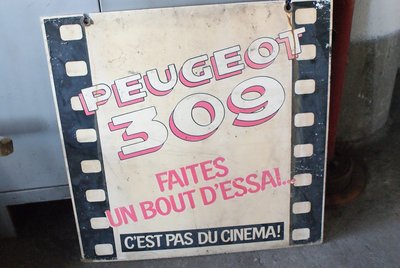 PEUGEOT
309
FAITES
UN BOUT D'ESSAI...
C'EST PAS DU CINEMA!